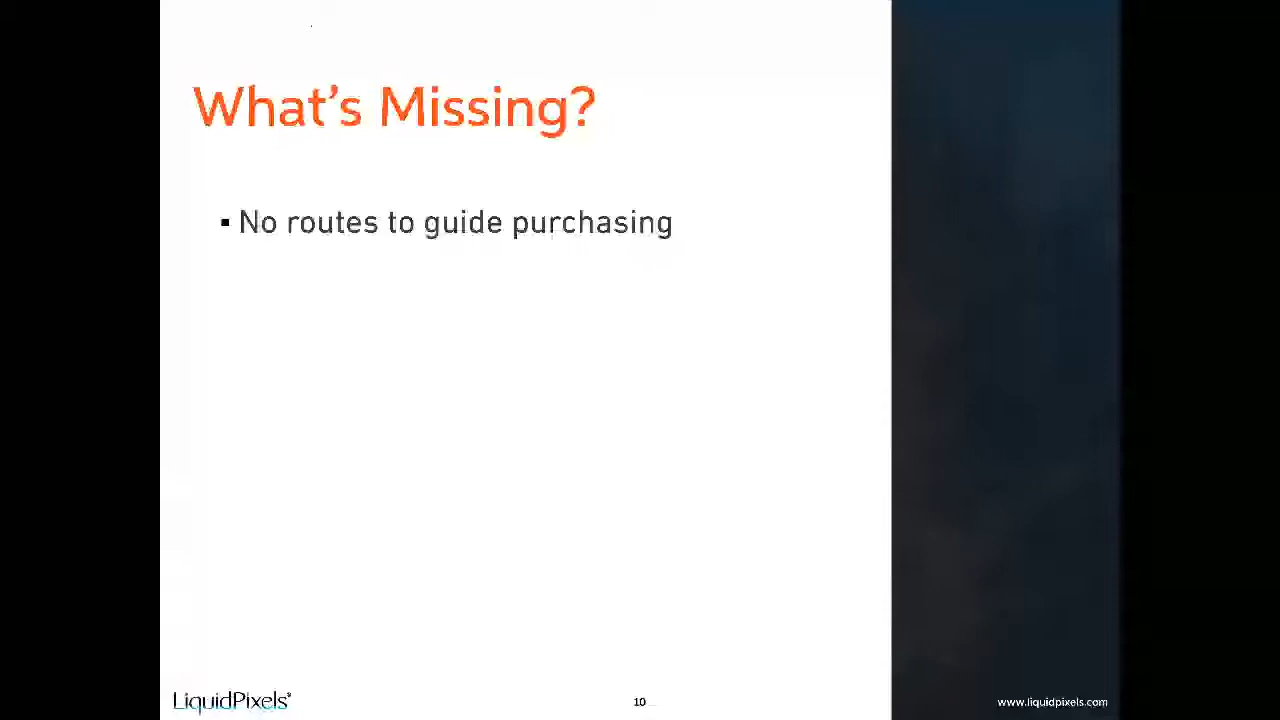 What's Missing?
▪ No routes to guide purchasing
LiquidPixels®
10
www.liquidpixels.com